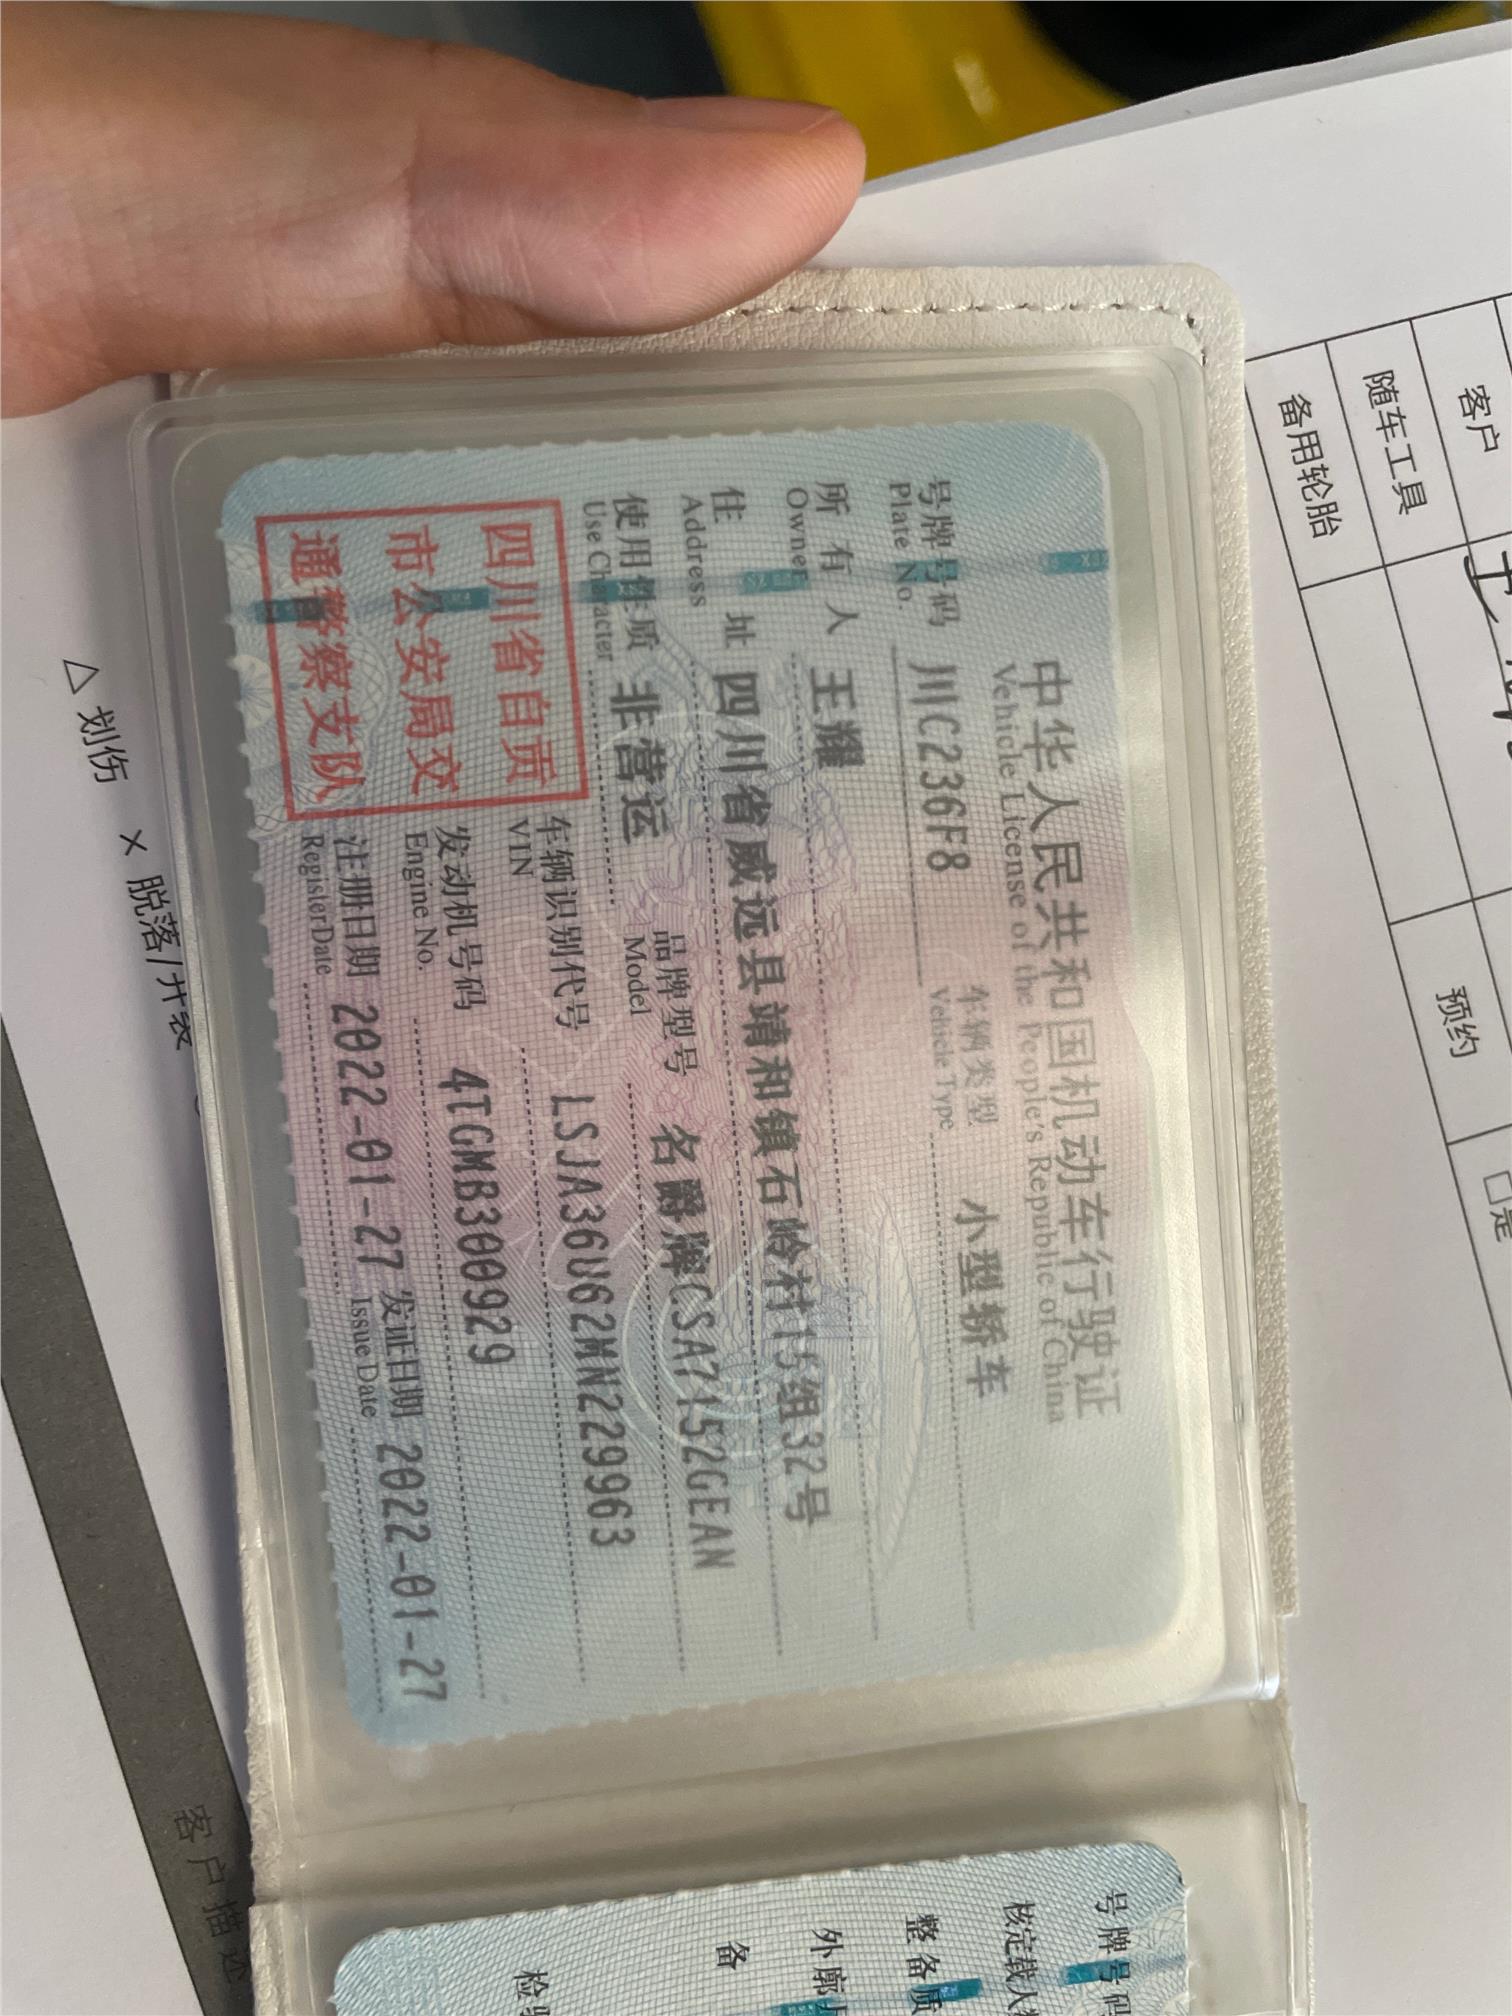 中华人民共和国机动车行驶证
Vehicle License of the People's Republic of China
号牌号码 川C236F8 车辆类型 小型轿车
Plate No. Vehicle Type
所有人 王耀
Owner
住址 四川省威远县靖和镇石岭村15组32号
Address
使用性质 非营运 品牌型号 名爵牌CSA7152GEAN
Use Character Model
四川省自贡
市公安局交
通警察支队
车辆识别代号 LSJA36U62MN229963
VIN
发动机号码 4TGMB300929
Engine No.
注册日期 2022-01-27 发证日期 2022-01-27
Register Date Issue Date
号牌号码
核定载人
整备质
外廓
备
检
客户
随车工具
备用轮胎
预约
□是
△ 划伤 × 脱落/开裂
客户描述